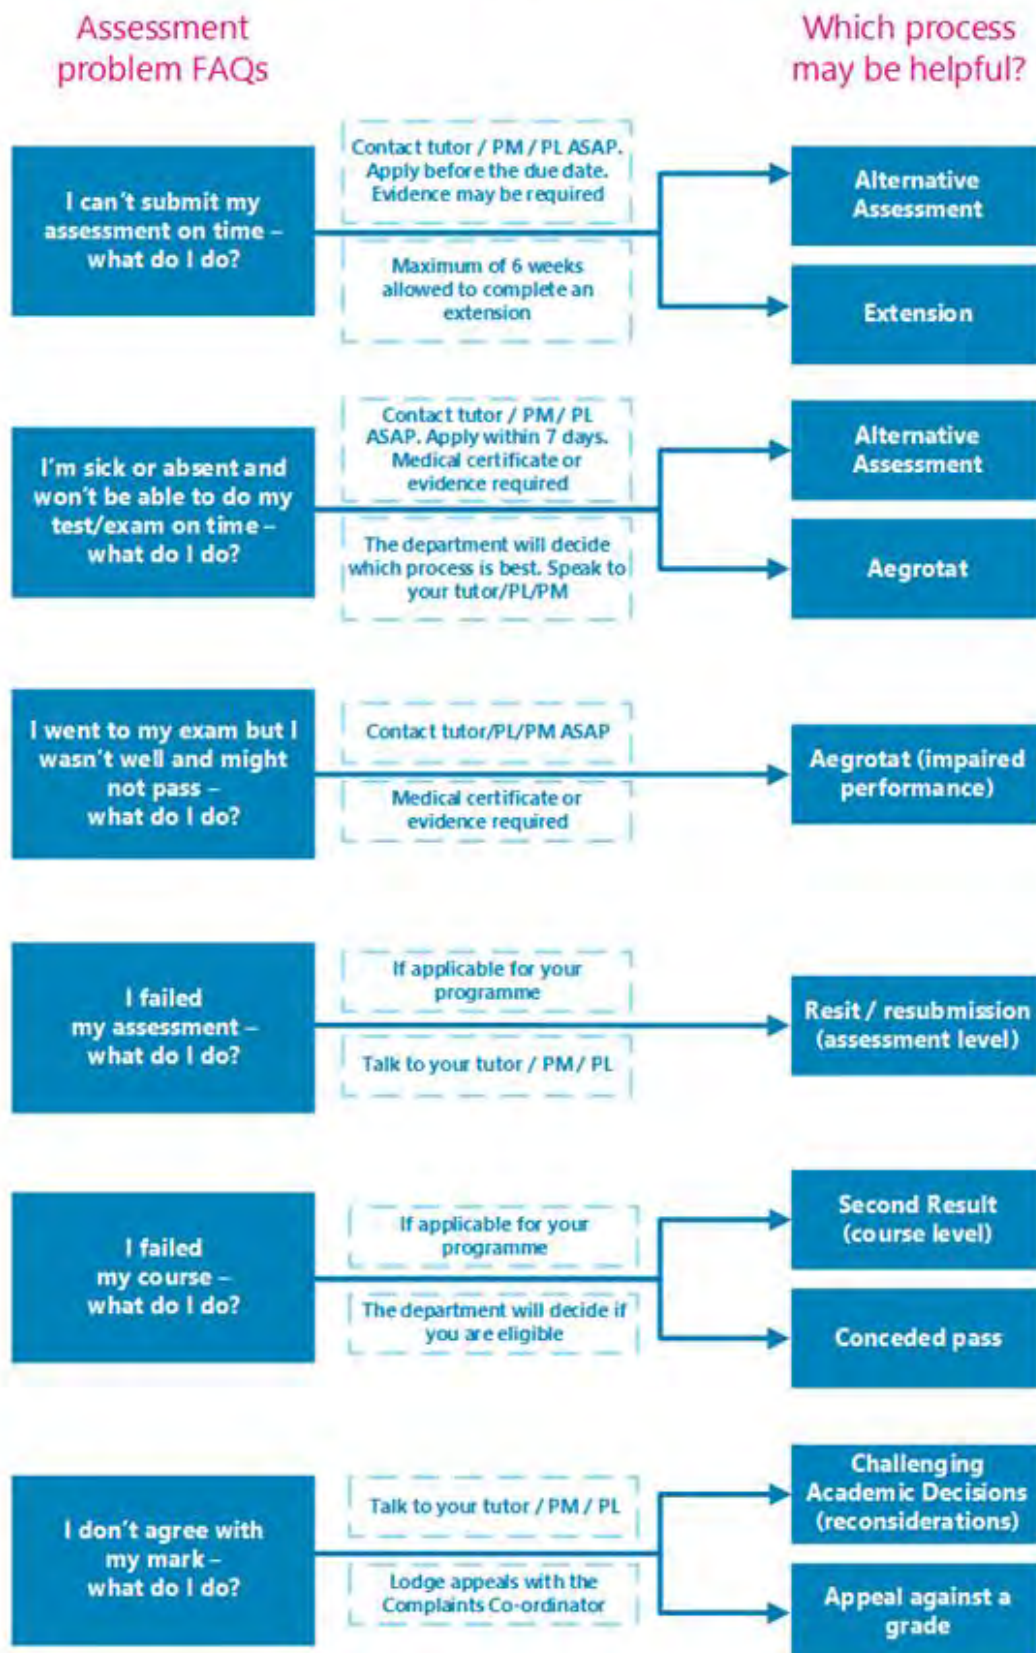 Assessment
problem FAQs
Which process
may be helpful?
I can't submit my
assessment on time –
what do I do?
Contact tutor / PM / PL ASAP.
Apply before the due date.
Evidence may be required
Maximum of 6 weeks
allowed to complete an
extension
Alternative
Assessment
Extension
I'm sick or absent and
won't be able to do my
test/exam on time –
what do I do?
Contact tutor / PM / PL
ASAP. Apply within 7 days.
Medical certificate or
evidence required
The department will decide
which process is best. Speak to
your tutor/PL/PM
Alternative
Assessment
Aegrotat
I went to my exam but I
wasn't well and might
not pass –
what do I do?
Contact tutor/PL/PM ASAP
Medical certificate or
evidence required
Aegrotat (impaired
performance)
I failed
my assessment –
what do I do?
If applicable for your
programme
Talk to your tutor / PM / PL
Resit / resubmission
(assessment level)
I failed
my course –
what do I do?
If applicable for your
programme
The department will decide if
you are eligible
Second Result
(course level)
Conceded pass
I don't agree with
my mark –
what do I do?
Talk to your tutor / PM / PL
Lodge appeals with the
Complaints Co-ordinator
Challenging
Academic Decisions
(reconsiderations)
Appeal against a
grade